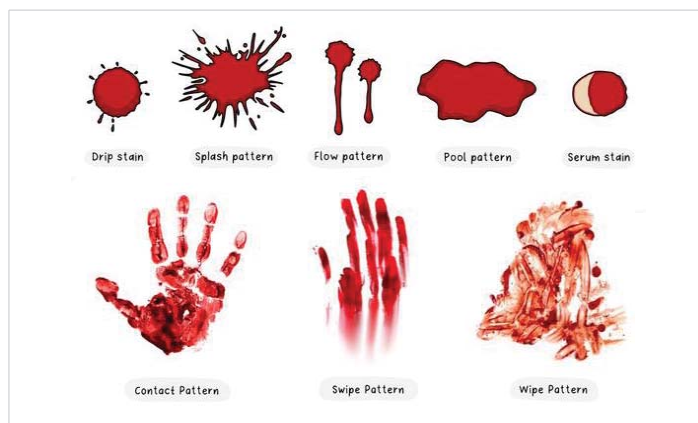 Drip stain
Splash pattern
Flow pattern
Pool pattern
Serum stain
Contact Pattern
Swipe Pattern
Wipe Pattern